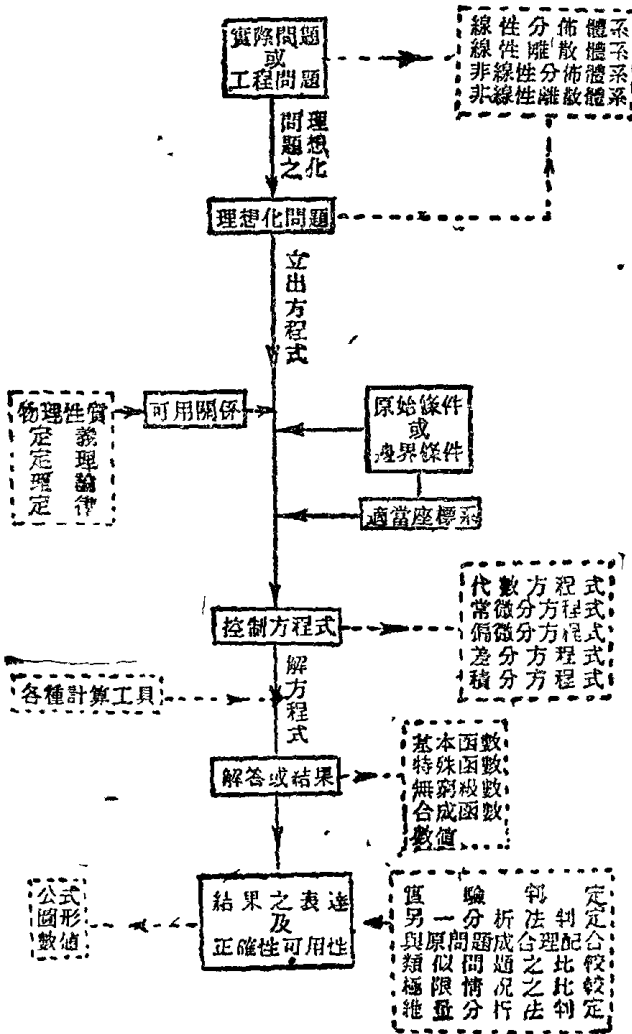 實際問題
或
工程問題
線性分佈體系
線性離散體系
非線性分佈體系
非線性離散體系
問題之
理想化
理想化問題
立出方程式
物理性質
定義
定理
理論
定律
可用關係
原始條件
或
邊界條件
適當座標系
控制方程式
代數方程式
常微分方程式
偏微分方程式
差分方程式
積分方程式
各種計算工具
解方程式
解答或結果
基本函數
特殊函數
無窮級數
合成函數
數值
公式
圖形
數值
結果之表達
及
正確性可用性
實驗判定
另一分析法判定
與原問題成合理配合
類似問題之比較
極限情況之比較
維量分析之法判定